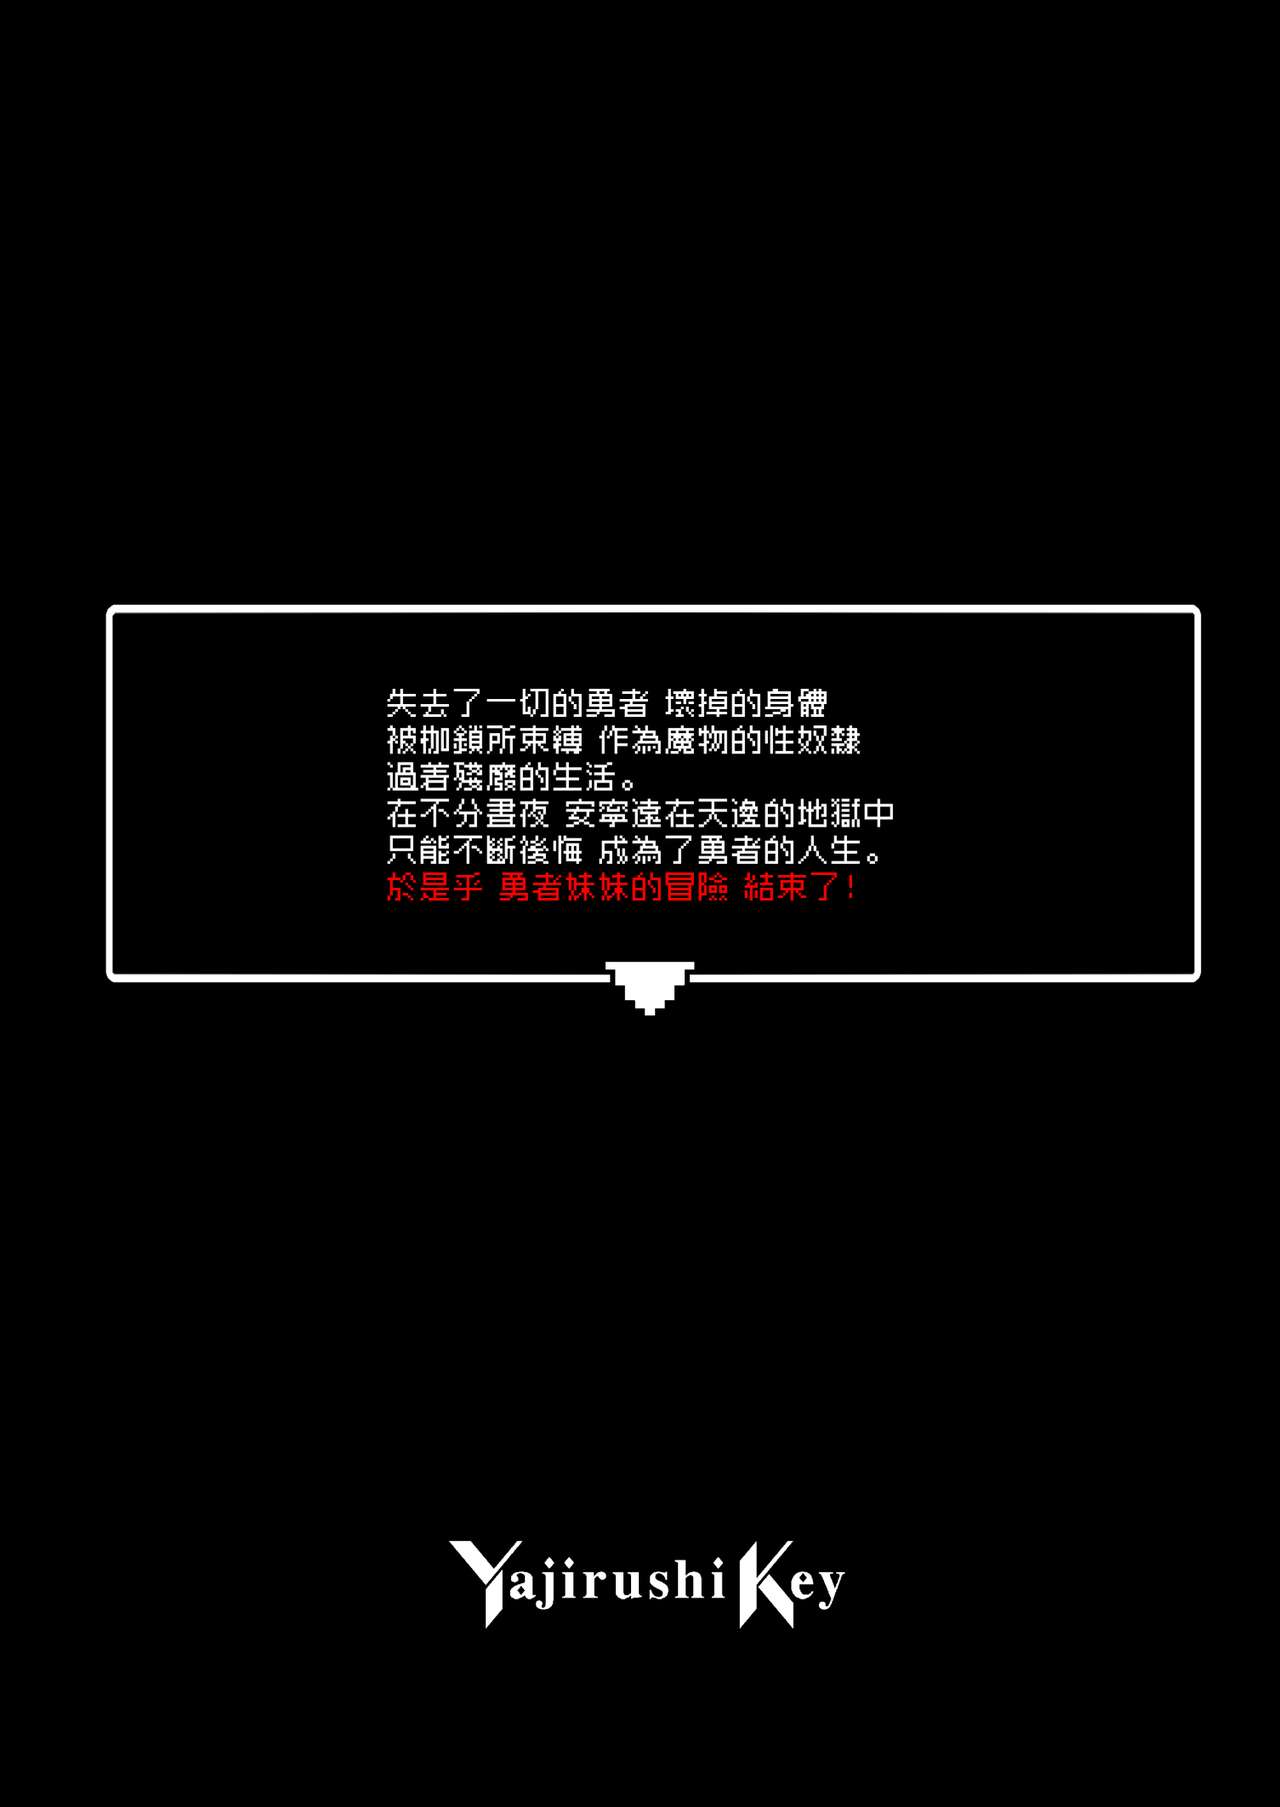 失去了一切的勇者 壞掉的身體
被枷鎖所束縛 作為魔物的性奴隸
過著殘廢的生活。
在不分晝夜 安寧遠在天邊的地獄中
只能不斷後悔 成為了勇者的人生。
於是乎 勇者妹妹的冒險 結束了!
Yajirushi Key